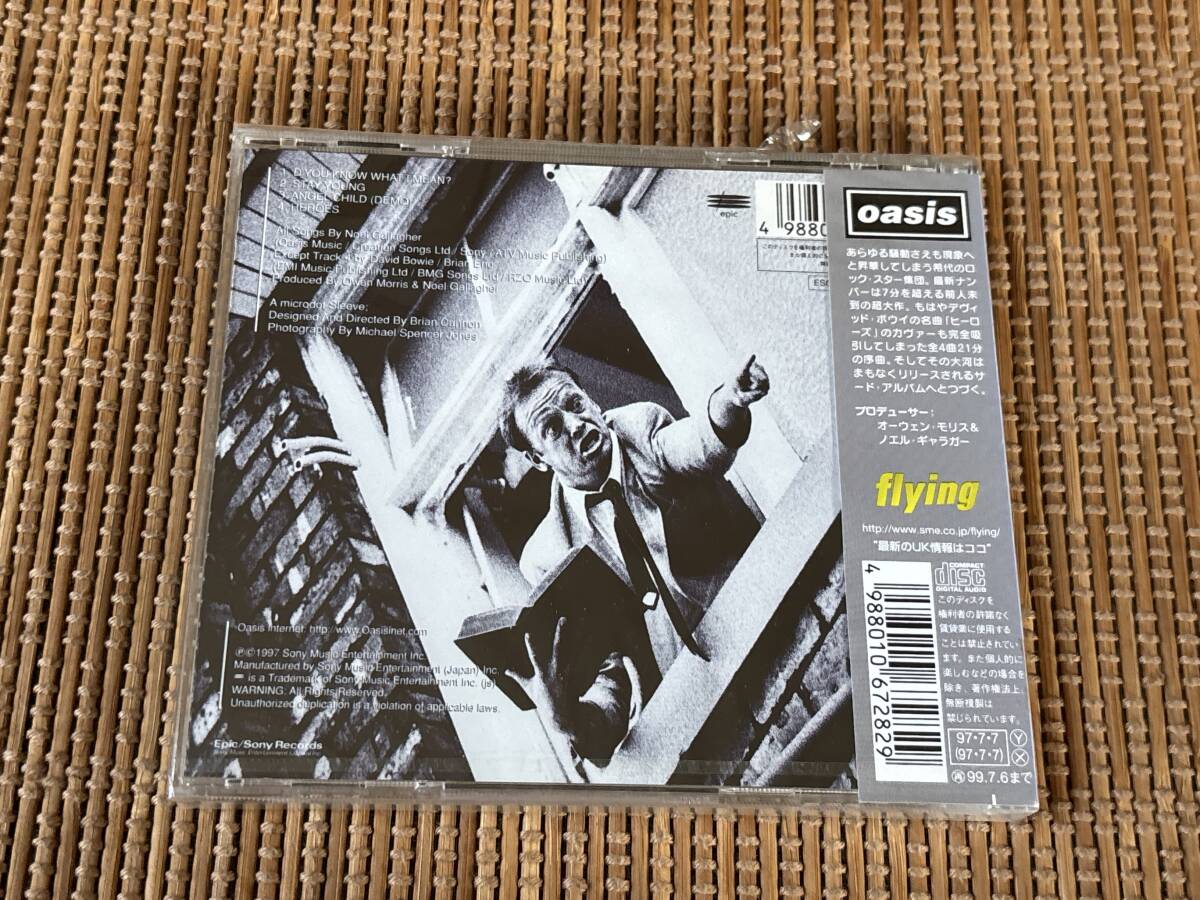 1. D'YOU KNOW WHAT I MEAN?
2. STAY YOUNG
3. ANGEL CHILD (DEMO)
4. HEROES
All Songs By Noel Gallagher
(Oasis Music / Creation Songs Ltd / Sony / ATV Music Publishing)
Except Track 4 by David Bowie / Brian Eno
(EMI Music Publishing Ltd / BMG Songs Ltd / RZO Music Ltd)
Produced By Owen Morris & Noel Gallagher
A microdot Sleeve:
Designed And Directed By Brian Cannon
Photography By Michael Spencer Jones
epic
4 9880
ESC
Oasis Internet: http://www.Oasisinet.com
℗©1997 Sony Music Entertainment Inc.
Manufactured by Sony Music Entertainment (Japan) Inc.
is a Trademark of Sony Music Entertainment Inc. (js)
WARNING: All Rights Reserved.
Unauthorized duplication is a violation of applicable laws.
Epic/Sony Records
oasis
あらゆる騒動さえも現象へ
と昇華してしまう希代のロ
ック・スター集団。最新ナン
バーは7分を超える前人未
到の超大作。もはやデヴィ
ッド・ボウイの名曲「ヒーロ
ーズ」のカヴァーも完全吸
引してしまった全4曲21分
の序曲。そしてその大河は
まもなくリリースされるサ
ード・アルバムへとつづく。
プロデューサー:
オーウェン・モリス&
ノエル・ギャラガー
flying
http://www.sme.co.jp/flying/
"最新のUK情報はココ"
4 988010 672829
COMPACT
disc
DIGITAL AUDIO
このディスクを
権利者の許諾なく
賃貸業に使用する
ことは禁止されてい
ます。また個人的に
楽しむなどの場合を
除き、著作権法上、
無断複製は
禁じられています。
97・7・7 Ⓨ
(97・7・7) Ⓧ
㊞99.7.6まで